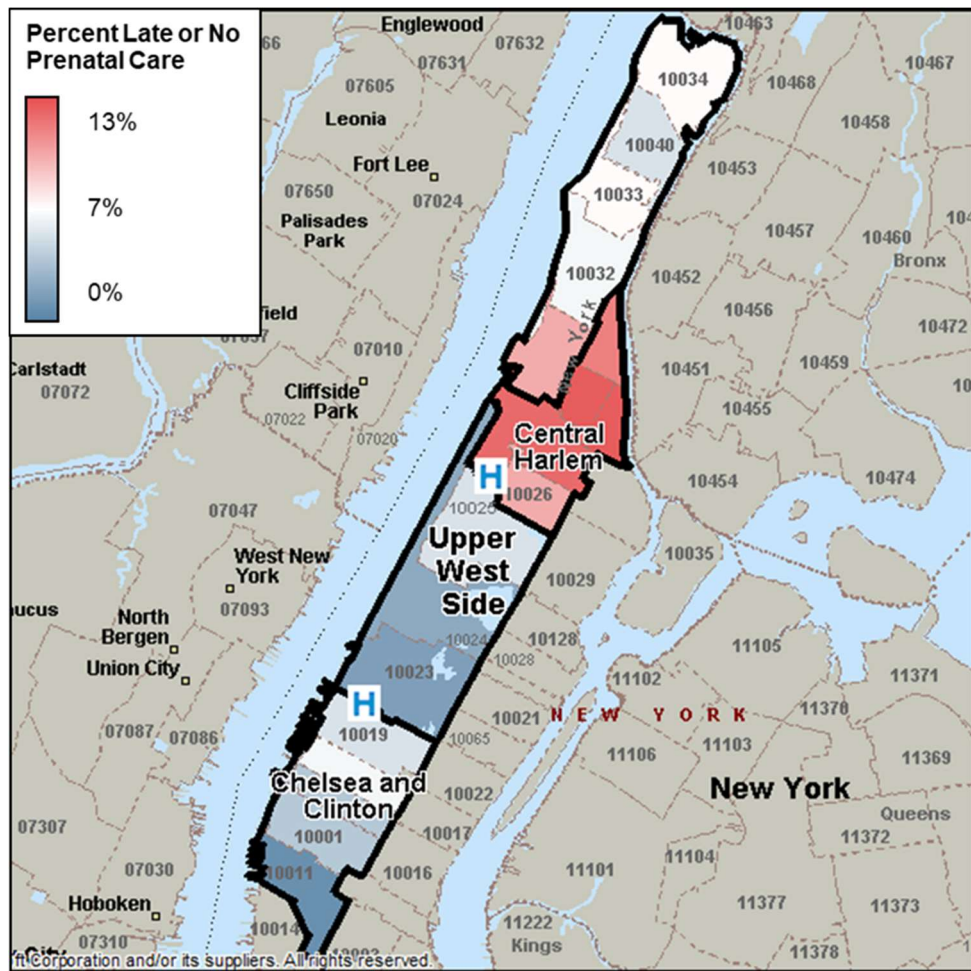 Percent Late or No
Prenatal Care
13%
7%
0%
Englewood
10463
66
07632
07631
10467
10034
10468
07605
Leonia
10458
10040
Fort Lee
10453
07650
10033
07024
Palisades
Park
10457
10460
Bronx
10032
10452
field
10456
10472
New York
07010
10459
Carlstadt
07072
10451
Cliffside
Park
07022
10455
07020
Central
Harlem
10454
10474
H
10026
10025
07047
Upper
West
Side
West New
York
10035
10029
07093
North
Bergen
10024
10128
11105
Union City
10028
10023
11102
11371
H
10021
NEW YORK
11370
07087
07086
10019
10065
11106
11103
11369
Chelsea and
Clinton
10022
New York
Queens
07307
10001
10017
11372
07030
10011
10016
11104
11101
Hoboken
10014
11377
11373
11222
Kings
07310
11378
ft Corporation and/or its suppliers. All rights reserved.